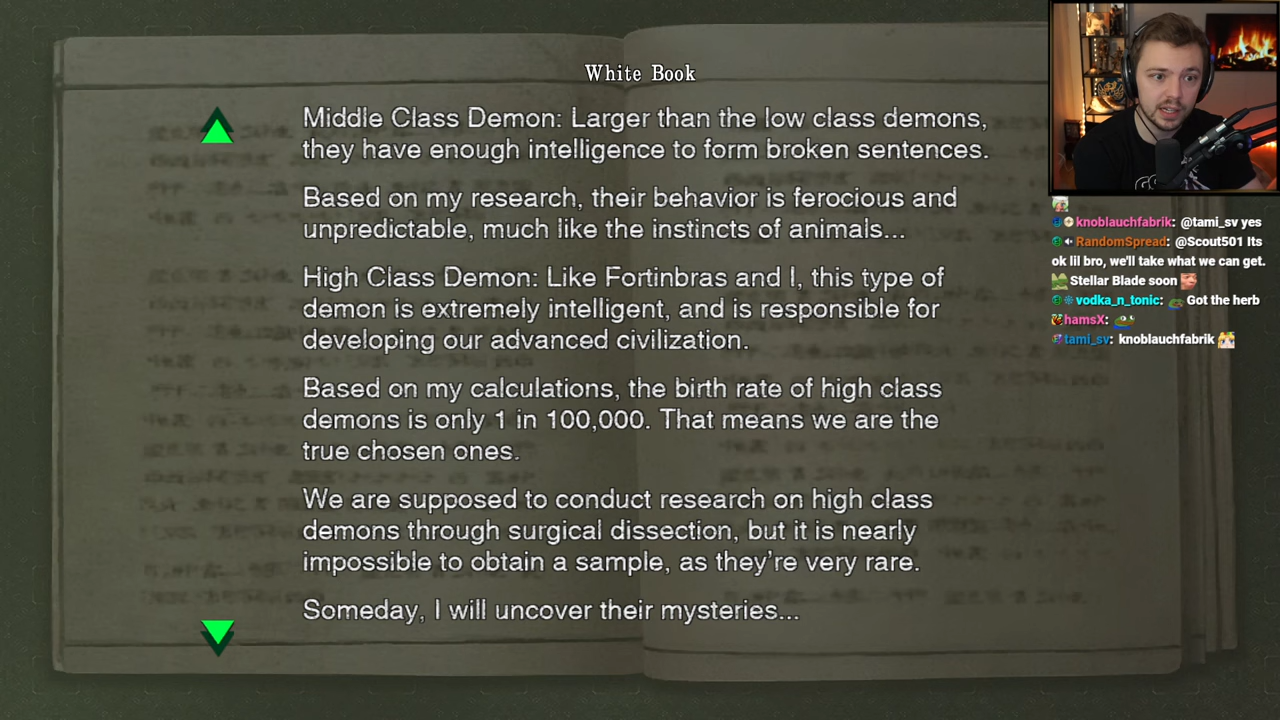 White Book
Middle Class Demon: Larger than the low class demons,
they have enough intelligence to form broken sentences.
Based on my research, their behavior is ferocious and
unpredictable, much like the instincts of animals...
High Class Demon: Like Fortinbras and I, this type of
demon is extremely intelligent, and is responsible for
developing our advanced civilization.
Based on my calculations, the birth rate of high class
demons is only 1 in 100,000. That means we are the
true chosen ones.
We are supposed to conduct research on high class
demons through surgical dissection, but it is nearly
impossible to obtain a sample, as they're very rare.
Someday, I will uncover their mysteries...
knoblauchfabrik: @tami_sv yes
RandomSpread: @Scout501 Its
ok lil bro, we'll take what we can get.
Stellar Blade soon
vodka_n_tonic: Got the herb
hamsX:
tami_sv: knoblauchfabrik